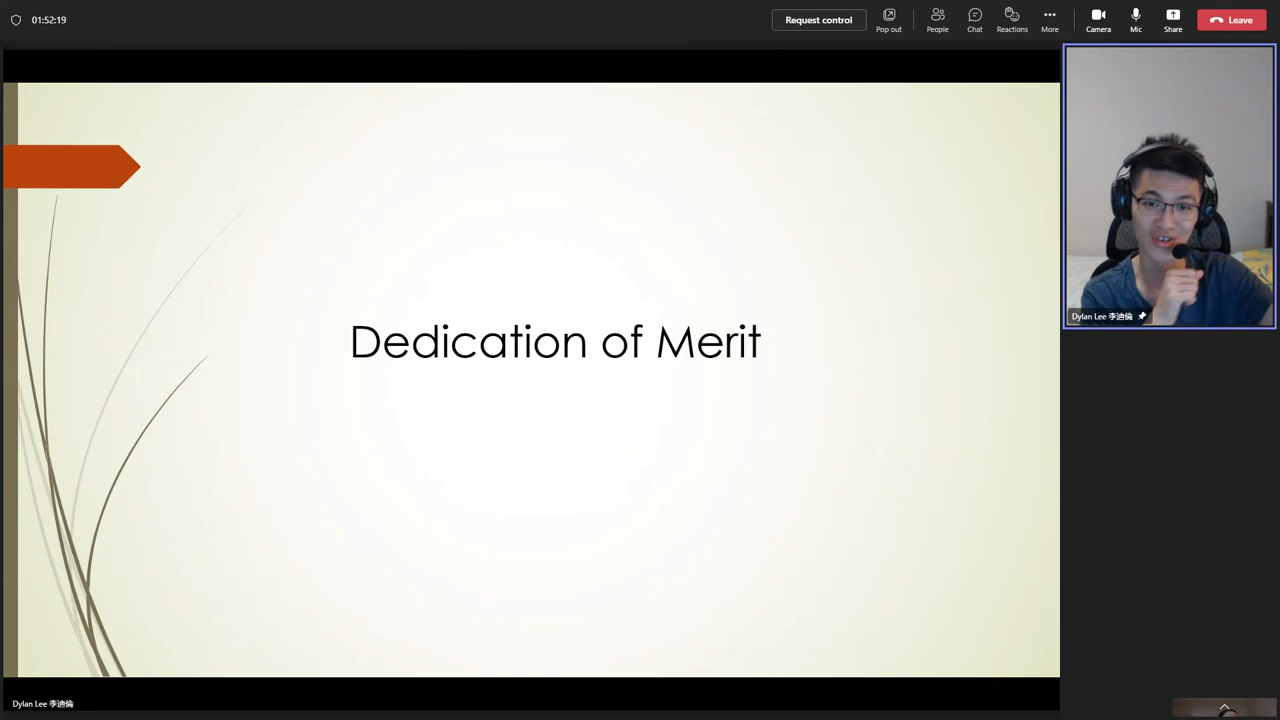 01:52:19
Request control
Pop out
People
Chat
Reactions
More
Camera
Mic
Share
Leave
Dedication of Merit
Dylan Lee 李迪倫
Dylan Lee 李迪倫